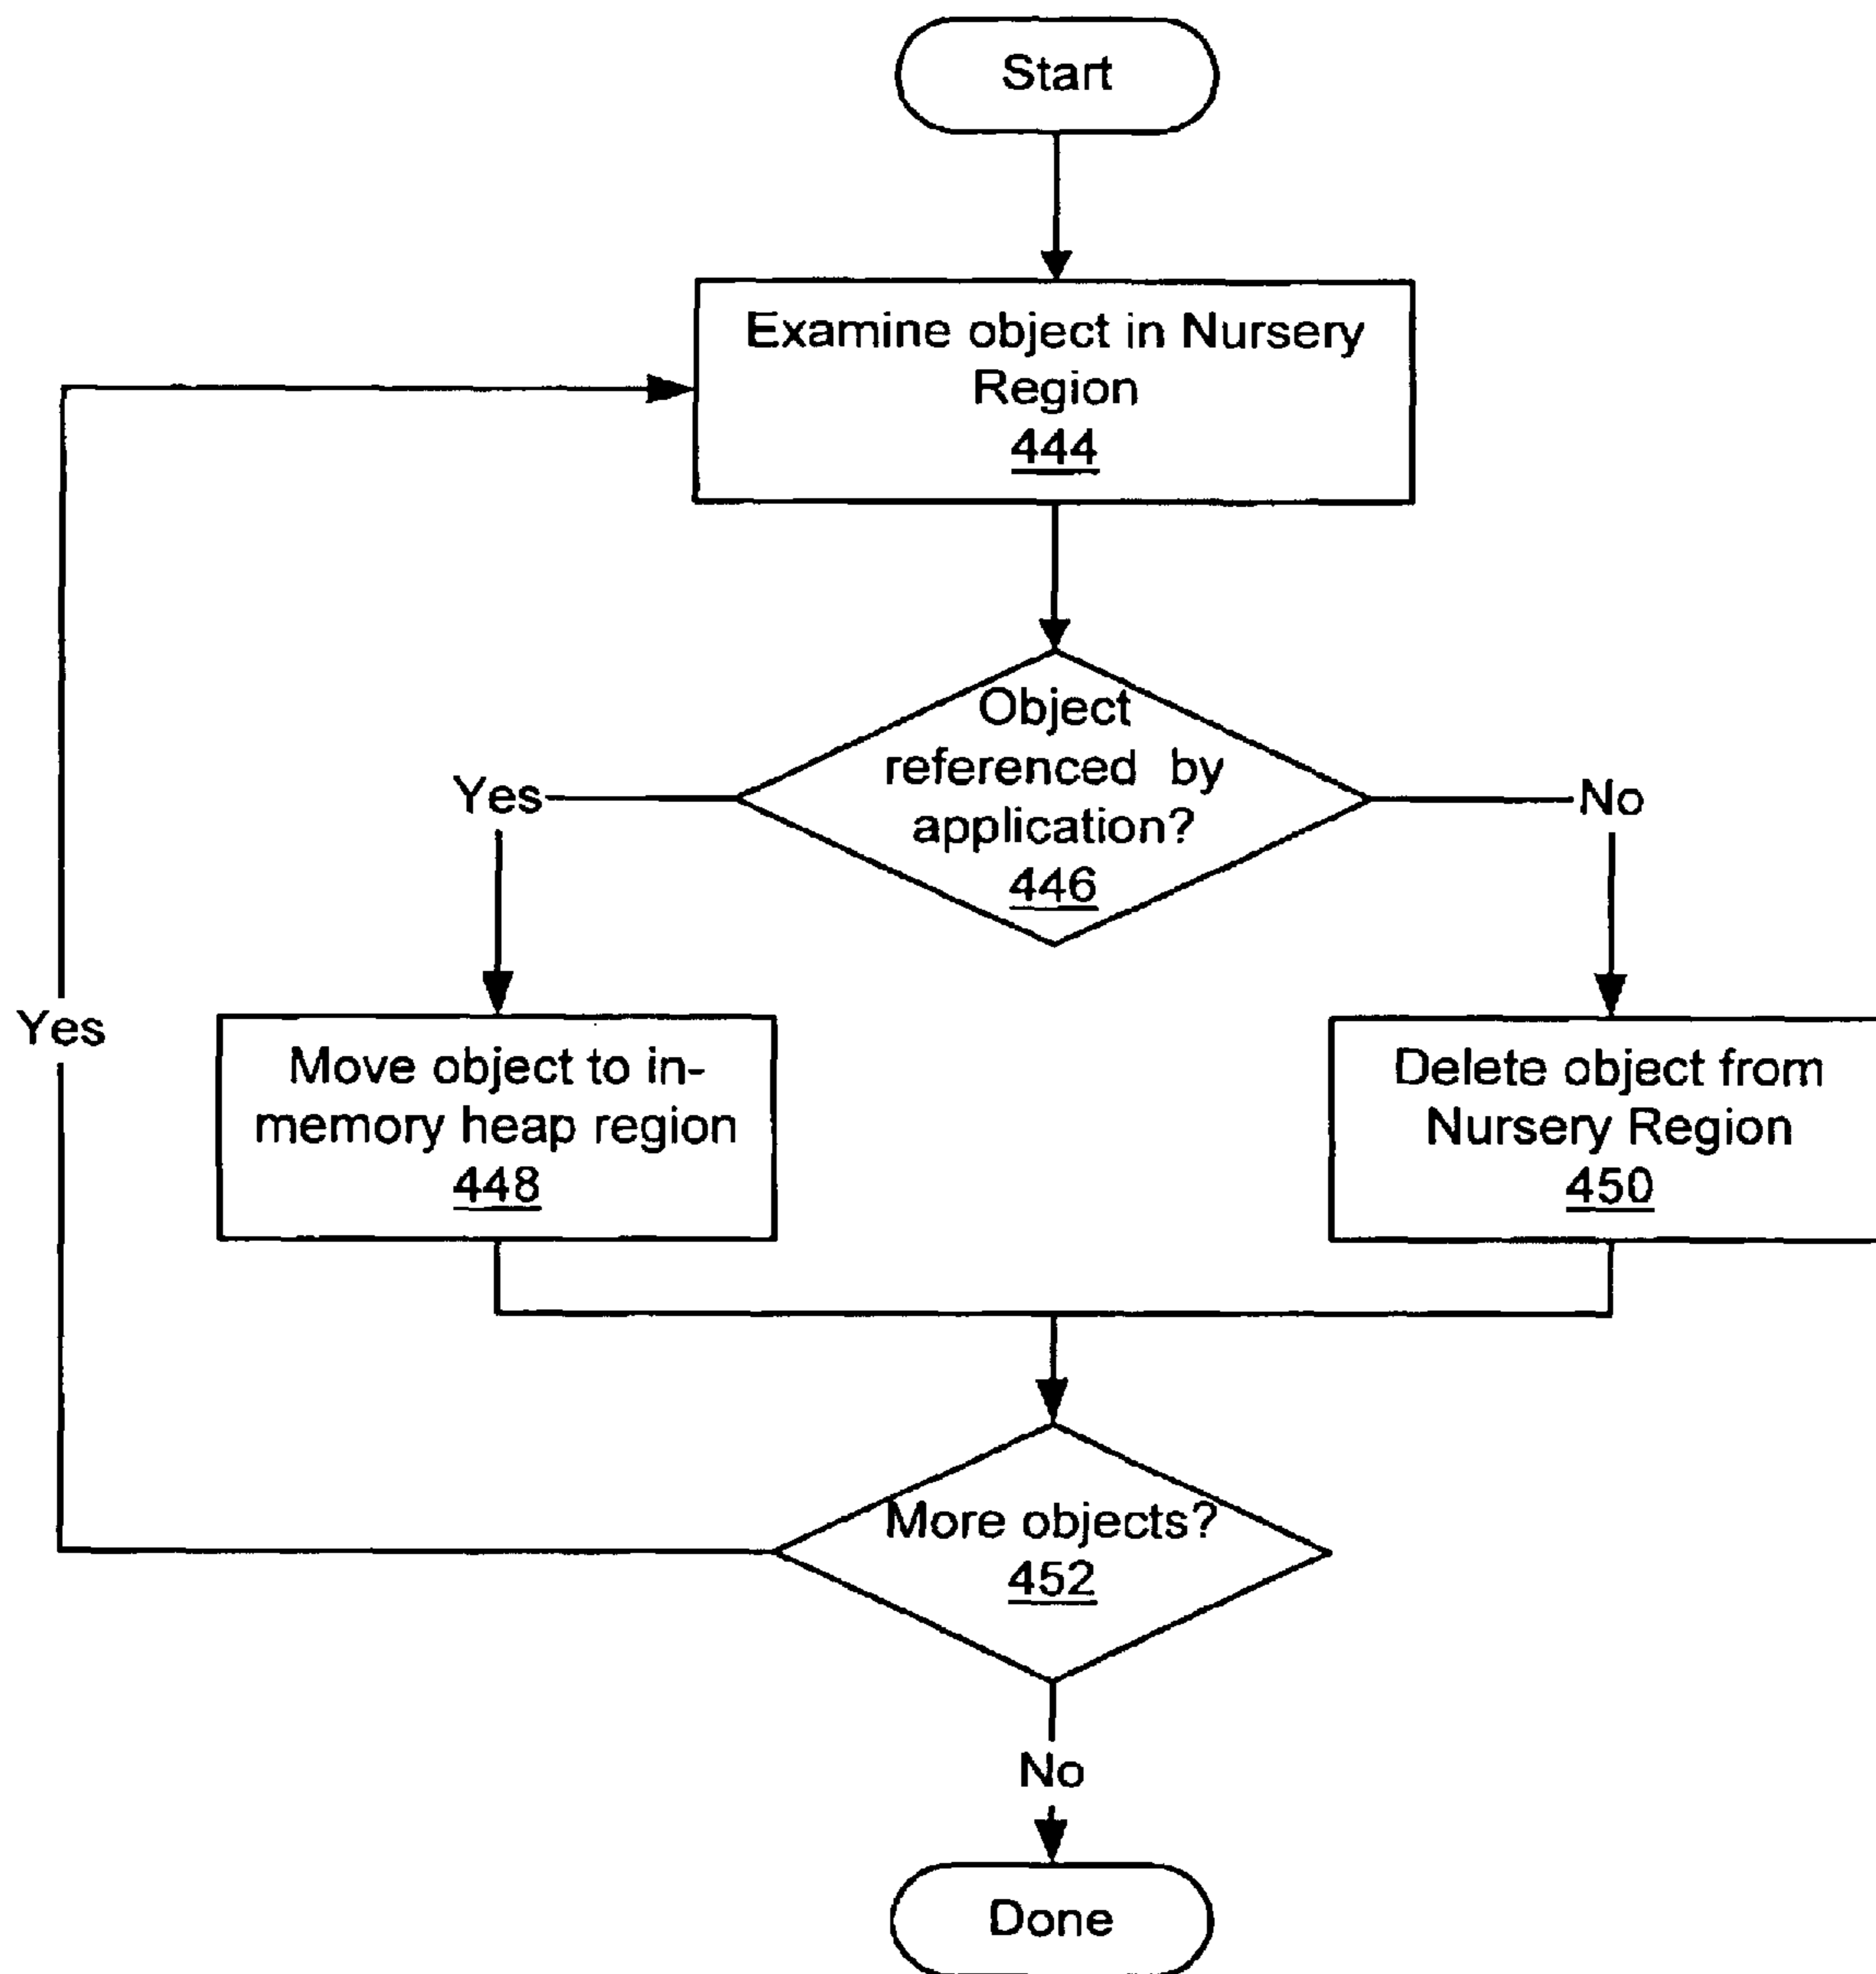 Start
Examine object in Nursery
Region
444
Object
referenced by
application?
446
Yes
No
Yes
Move object to in-
memory heap region
448
Delete object from
Nursery Region
450
More objects?
452
No
Done